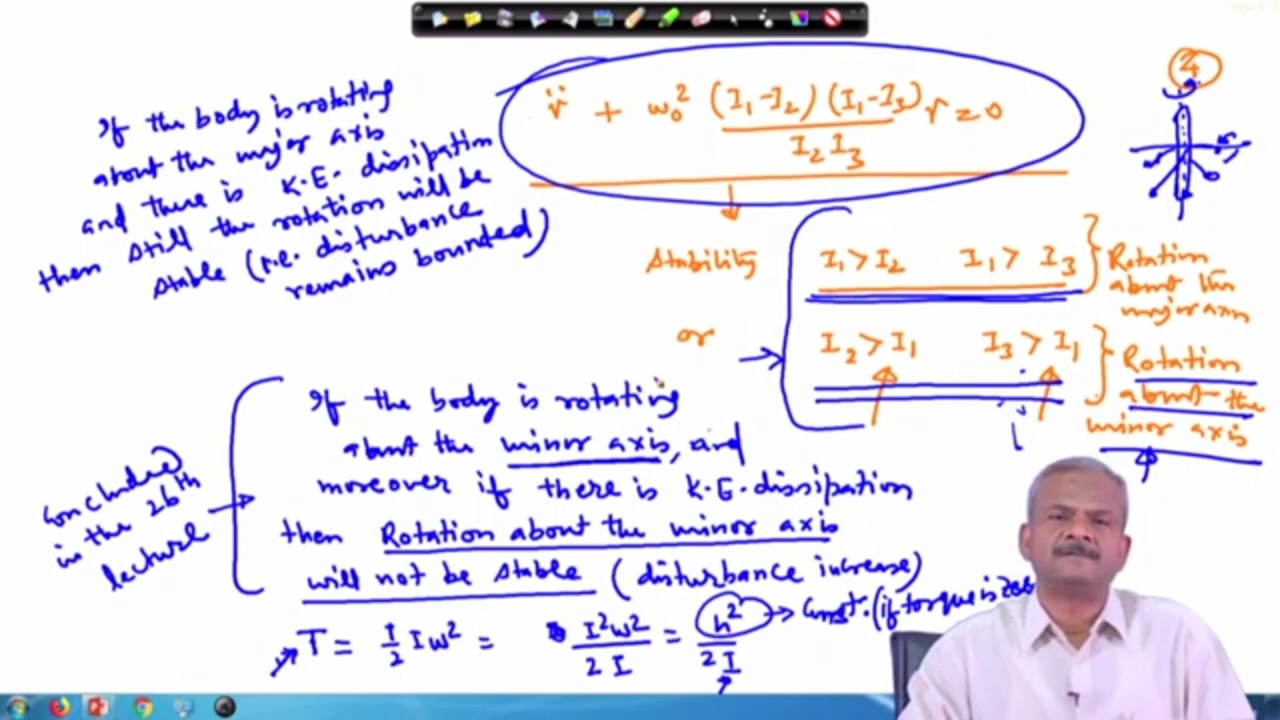 4
r̈ + ω₀² (I₁-I₂) (I₁-I₃) r = 0
I₂ I₃
If the body is rotating
about the major axis
and there is K.E. dissipation
then still the rotation will be
stable (i.e. disturbance
remains bounded)
Stability
I₁ > I₂ I₁ > I₃
Rotation
about the
major axis
or
I₂ > I₁ I₃ > I₁
Rotation
about the
minor axis
If the body is rotating
about the minor axis, and
moreover if there is K.E. dissipation
then Rotation about the minor axis
will not be stable (disturbance increase)
in the 26th
lecture
T = 1/2 I ω² = I²ω²/2I = h²/2I → Const. (if torque is zero